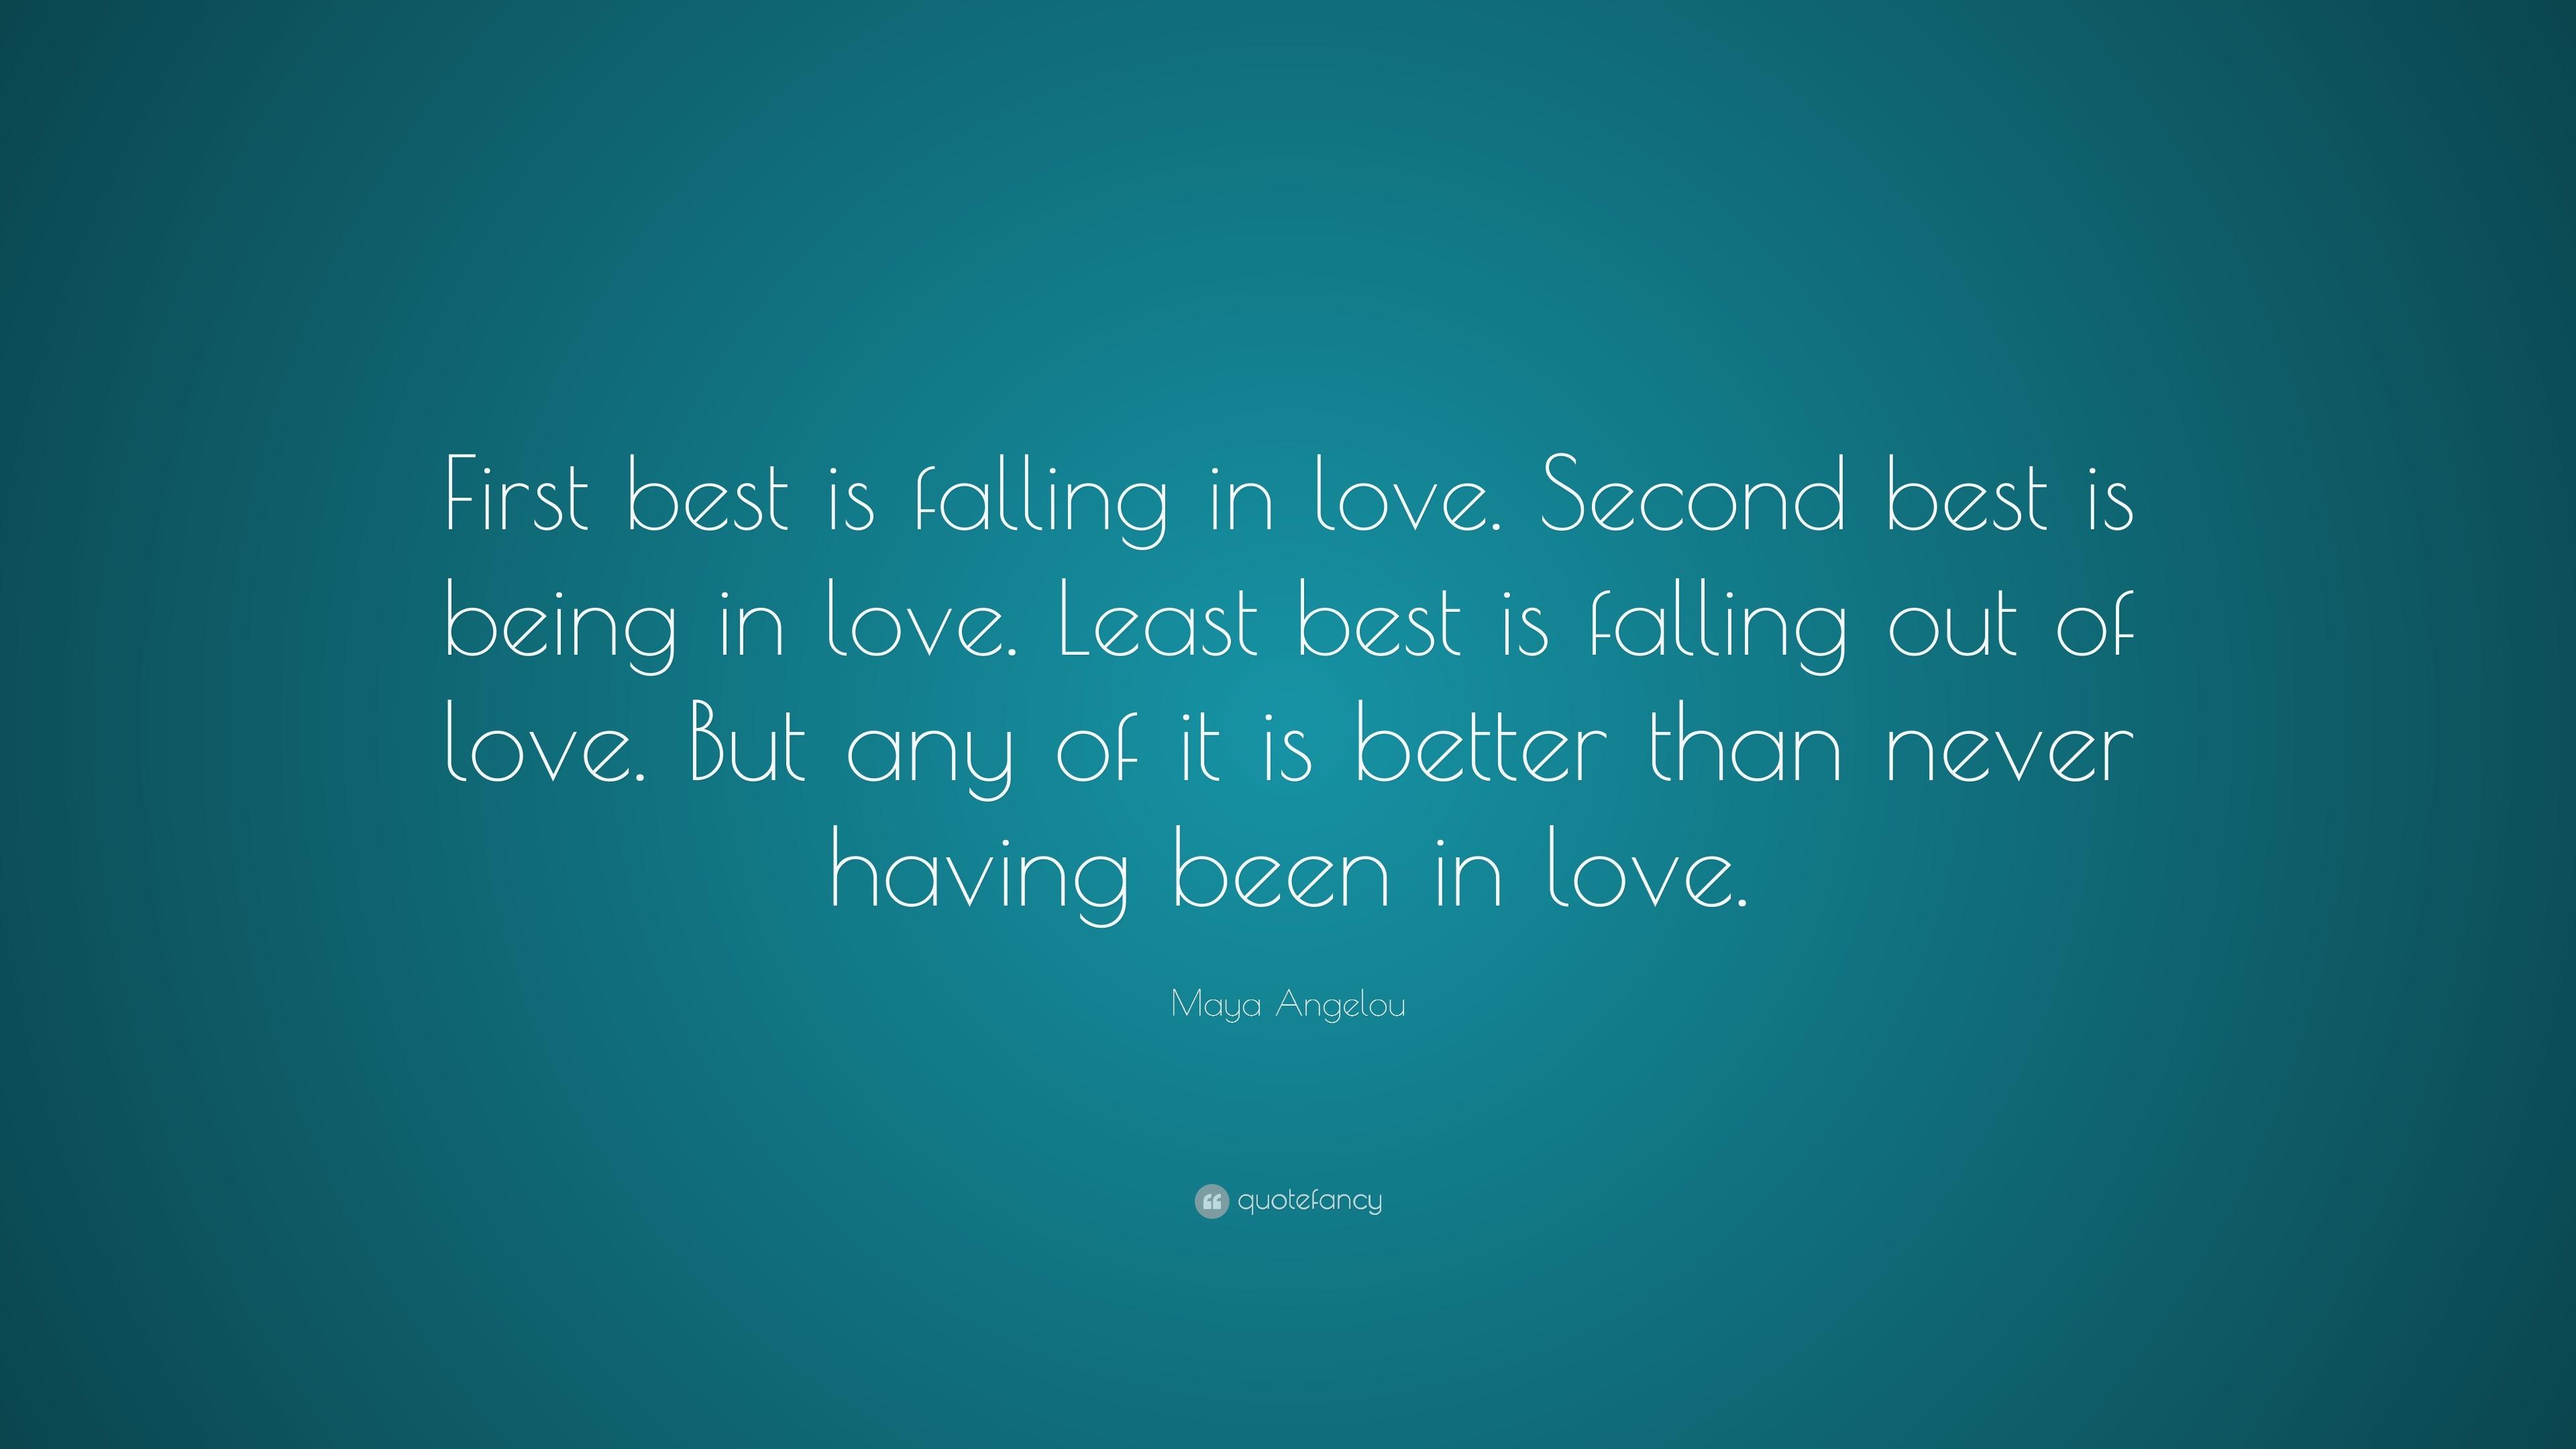 First best is falling in love. Second best is
being in love. Least best is falling out of
love. But any of it is better than never
having been in love.
Maya Angelou
quotefancy